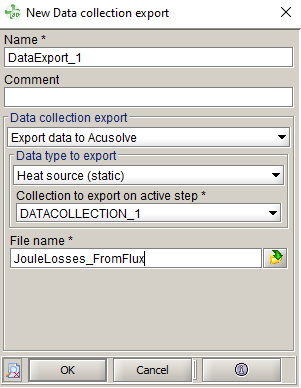 New Data collection export
Name *
DataExport_1
Comment
Data collection export
Export data to Acusolve
Data type to export
Heat source (static)
Collection to export on active step *
DATACOLLECTION_1
File name *
JouleLosses_FromFlux
OK
Cancel